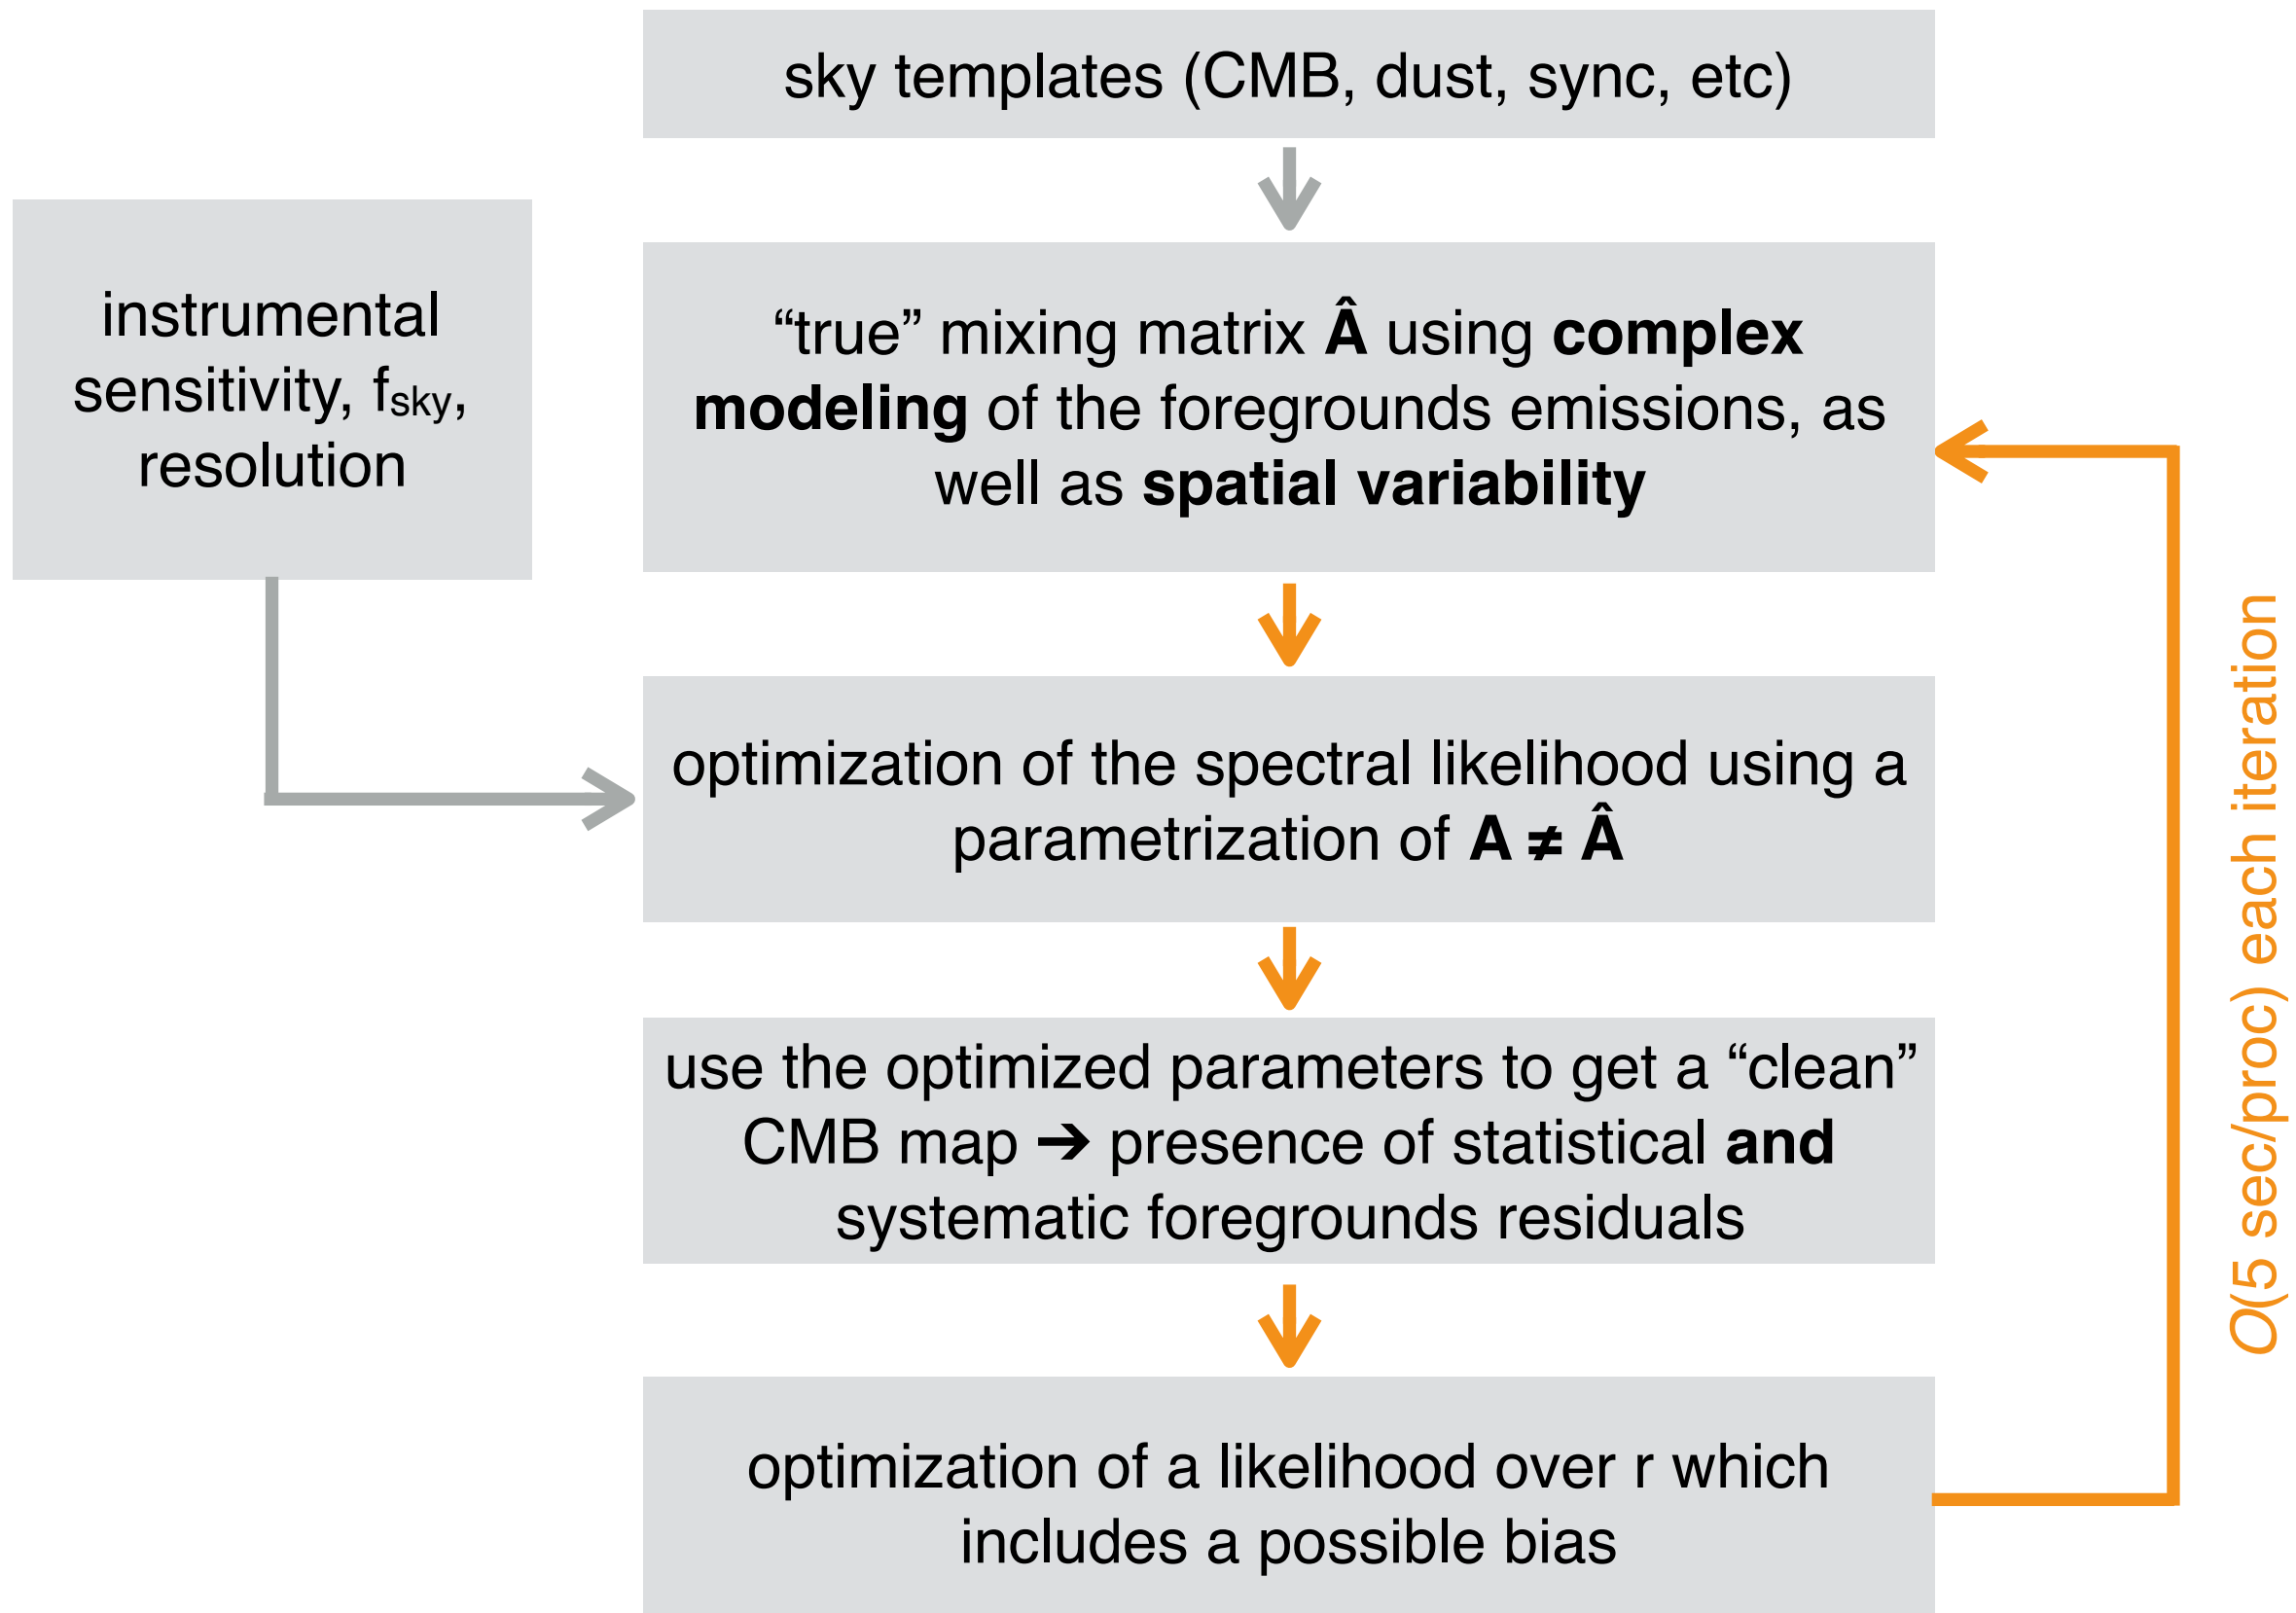 sky templates (CMB, dust, sync, etc)
instrumental
sensitivity, fsky,
resolution
“true” mixing matrix Â using complex
modeling of the foregrounds emissions, as
well as spatial variability
optimization of the spectral likelihood using a
parametrization of A ≠ Â
use the optimized parameters to get a “clean”
CMB map ➔ presence of statistical and
systematic foregrounds residuals
optimization of a likelihood over r which
includes a possible bias
O(5 sec/proc) each iteration